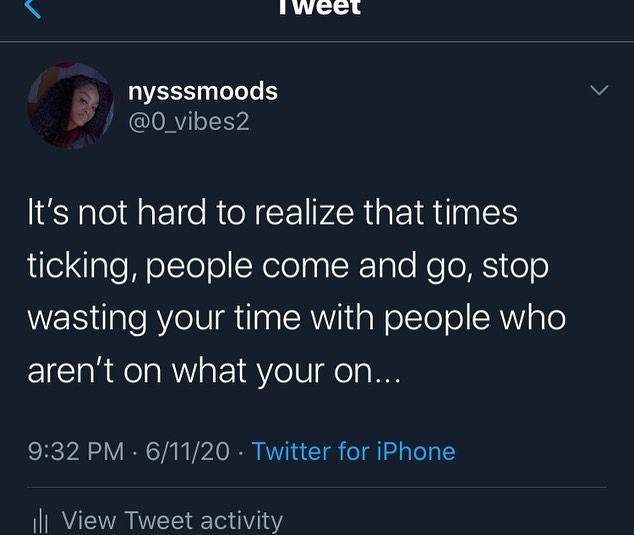 Tweet
nysssmoods
@0_vibes2
It's not hard to realize that times
ticking, people come and go, stop
wasting your time with people who
aren't on what your on...
9:32 PM · 6/11/20 · Twitter for iPhone
View Tweet activity